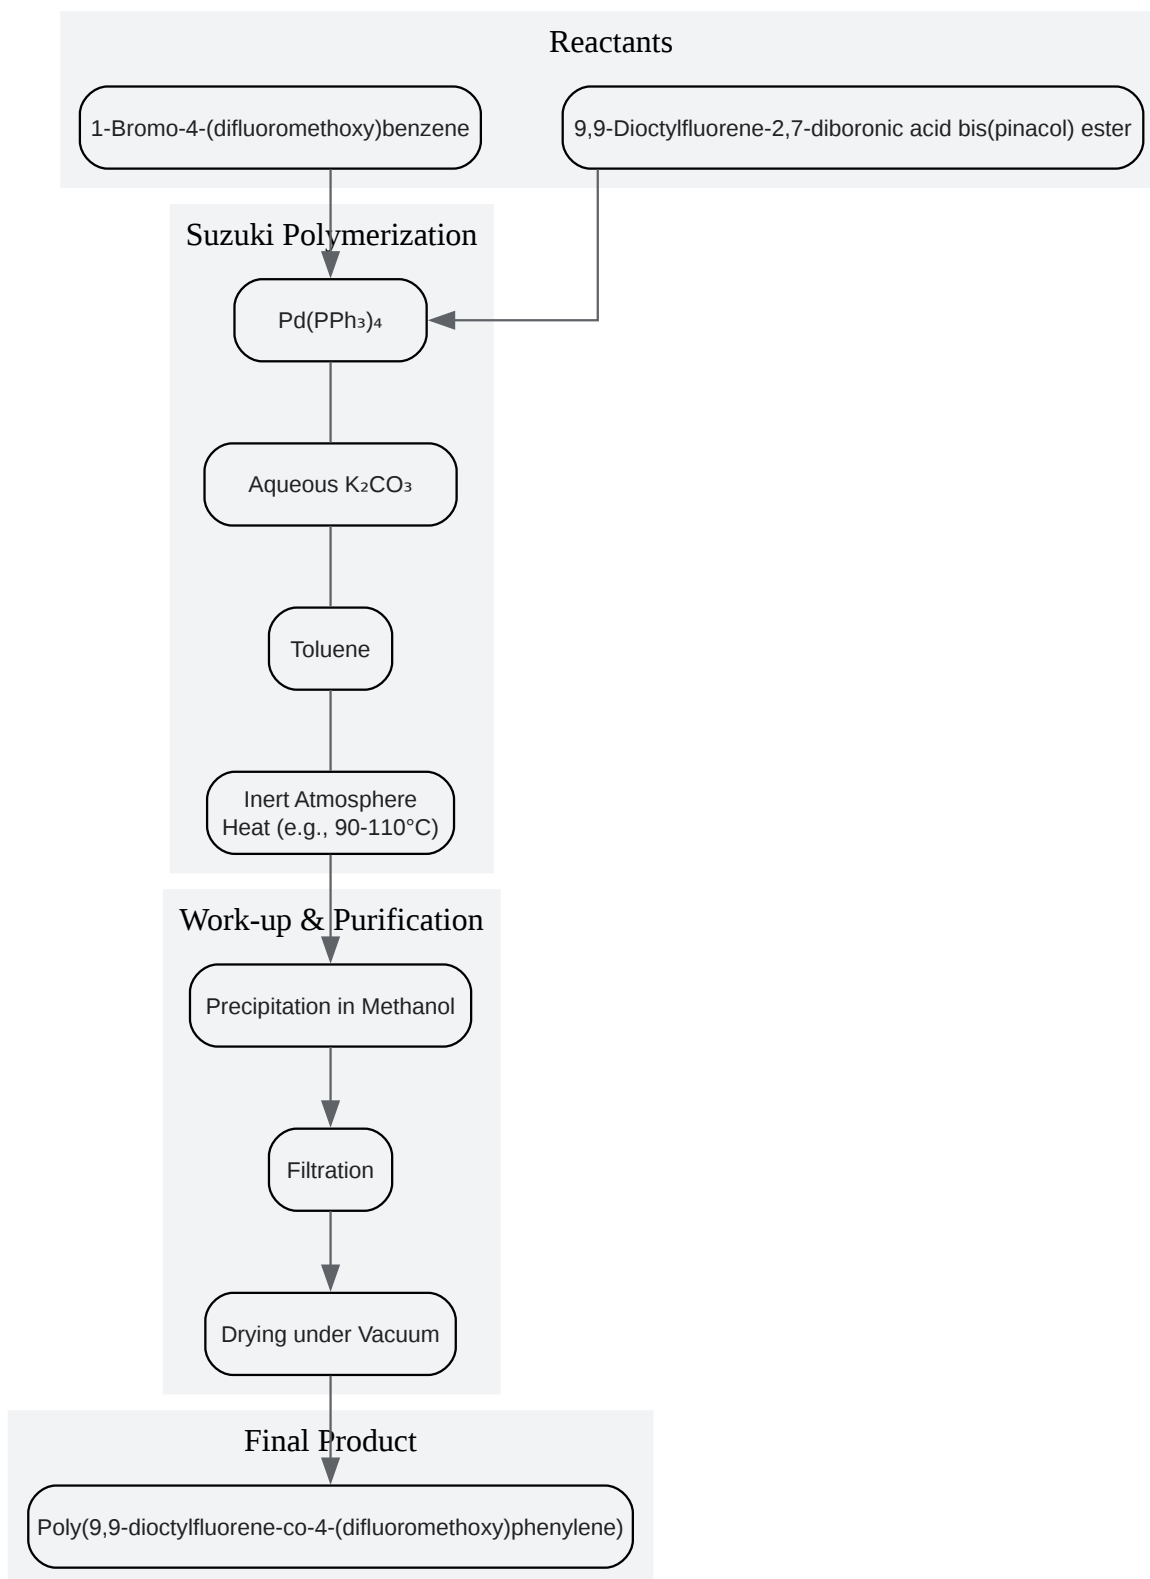 Reactants
1-Bromo-4-(difluoromethoxy)benzene
9,9-Dioctylfluorene-2,7-diboronic acid bis(pinacol) ester
Suzuki Polymerization
Pd(PPh₃)₄
Aqueous K₂CO₃
Toluene
Inert Atmosphere
Heat (e.g., 90-110°C)
Work-up & Purification
Precipitation in Methanol
Filtration
Drying under Vacuum
Final Product
Poly(9,9-dioctylfluorene-co-4-(difluoromethoxy)phenylene)